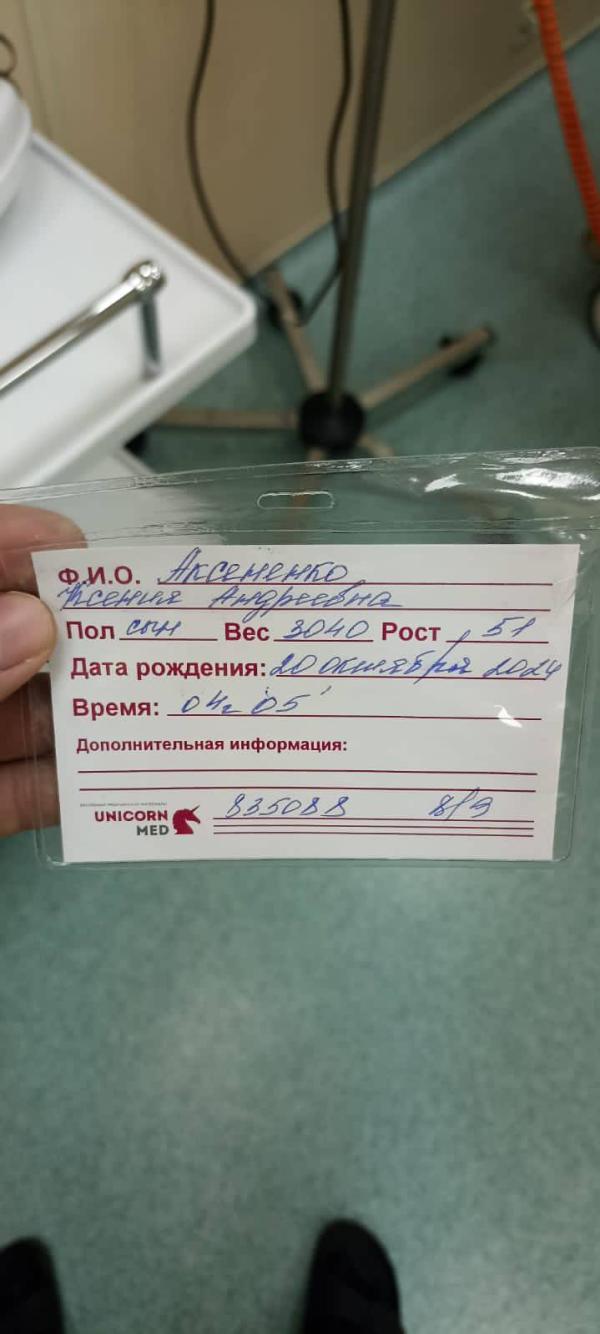 Ф.И.О. Аксененко
Ксения Андреевна
Пол сын Вес 3040 Рост 51
Дата рождения: 20 октября 2024
Время: 04 05
Дополнительная информация:
UNICORN 835088 8/9
MED